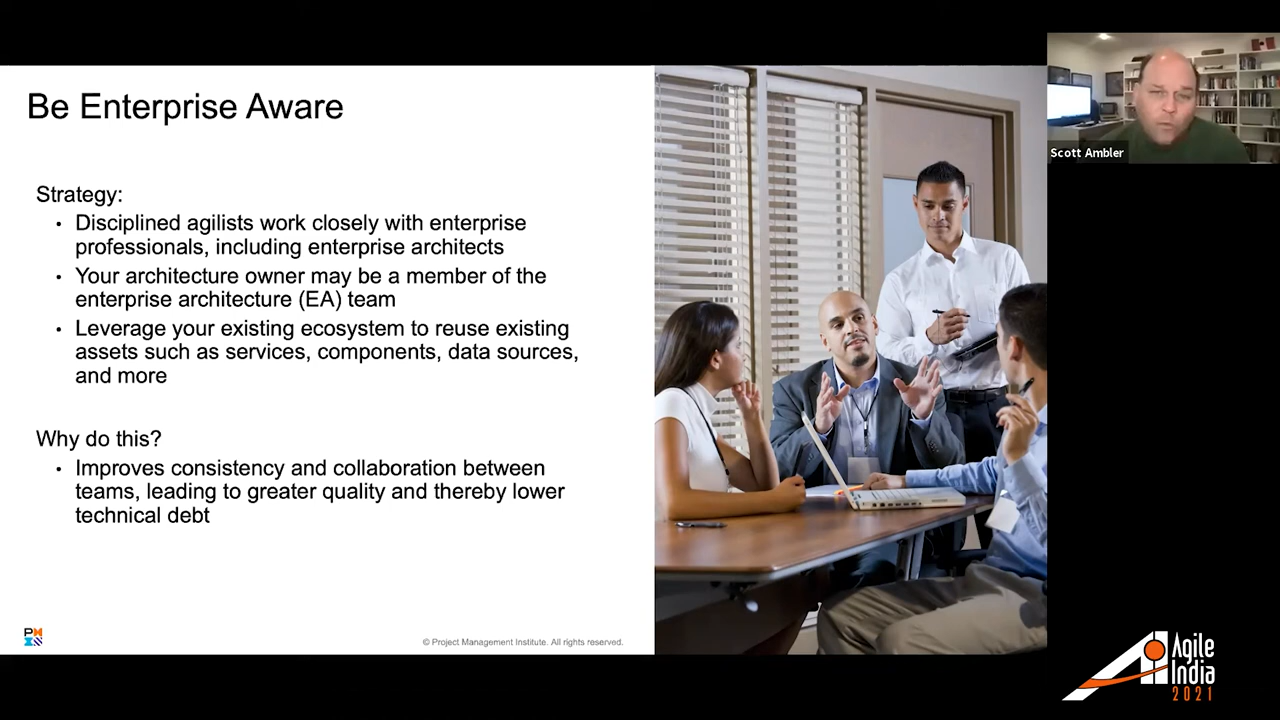 Be Enterprise Aware
Strategy:
• Disciplined agilists work closely with enterprise
professionals, including enterprise architects
• Your architecture owner may be a member of the
enterprise architecture (EA) team
• Leverage your existing ecosystem to reuse existing
assets such as services, components, data sources,
and more
Why do this?
• Improves consistency and collaboration between
teams, leading to greater quality and thereby lower
technical debt
© Project Management Institute. All rights reserved.
Scott Ambler
Agile
India
2021